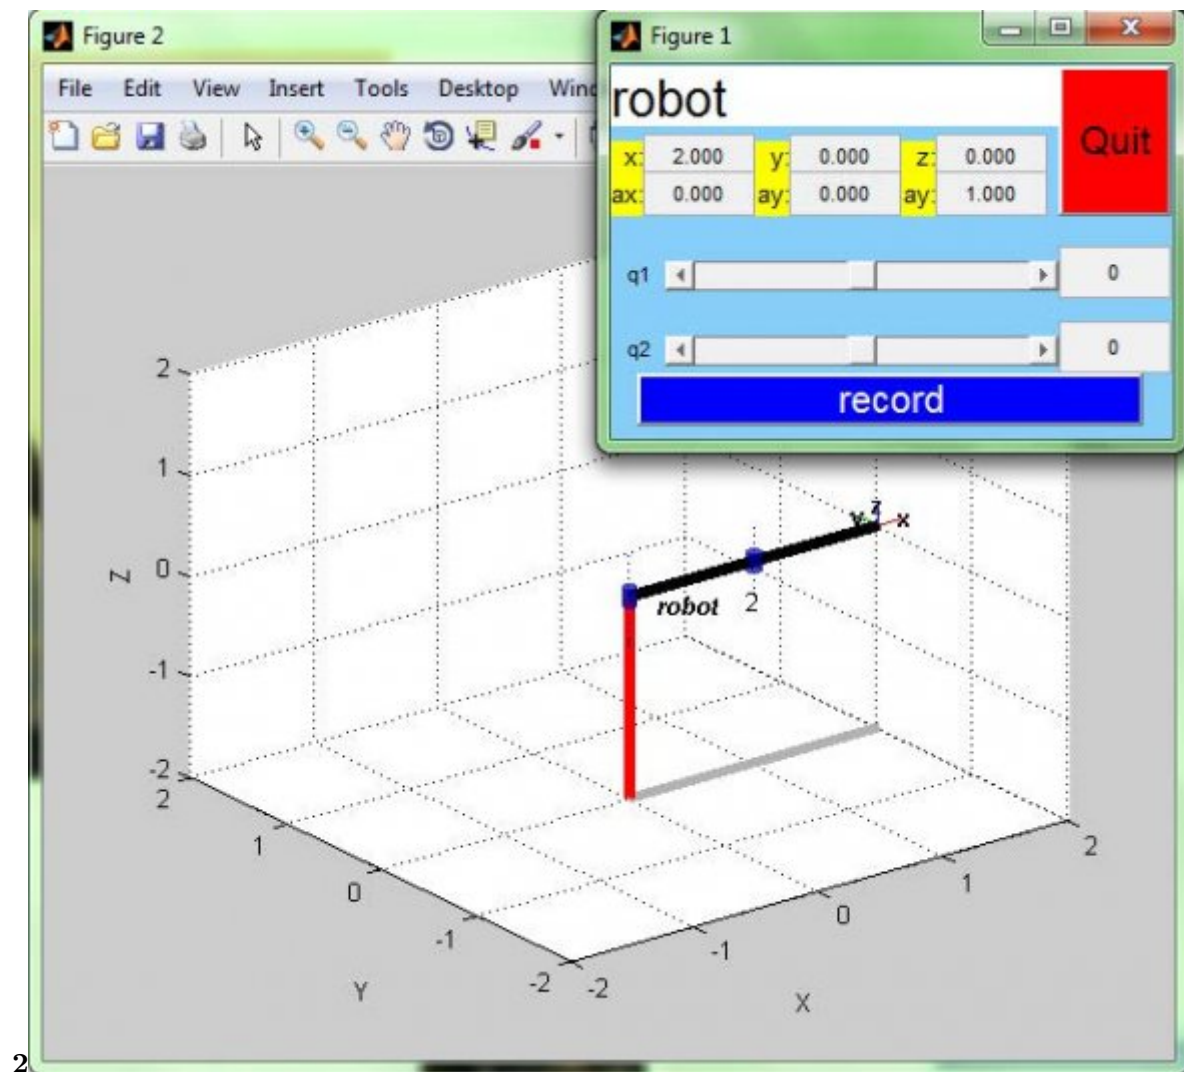 Figure 2
File Edit View Insert Tools Desktop
Figure 1
robot
Quit
x: 2.000 y: 0.000 z: 0.000
ax: 0.000 ay: 0.000 ay: 1.000
q1 0
q2 0
record
2
1
0
-1
-2
Z
2
1
0
-1
-2
Y
-2
-1
0
1
2
X
robot
2
y z x
2